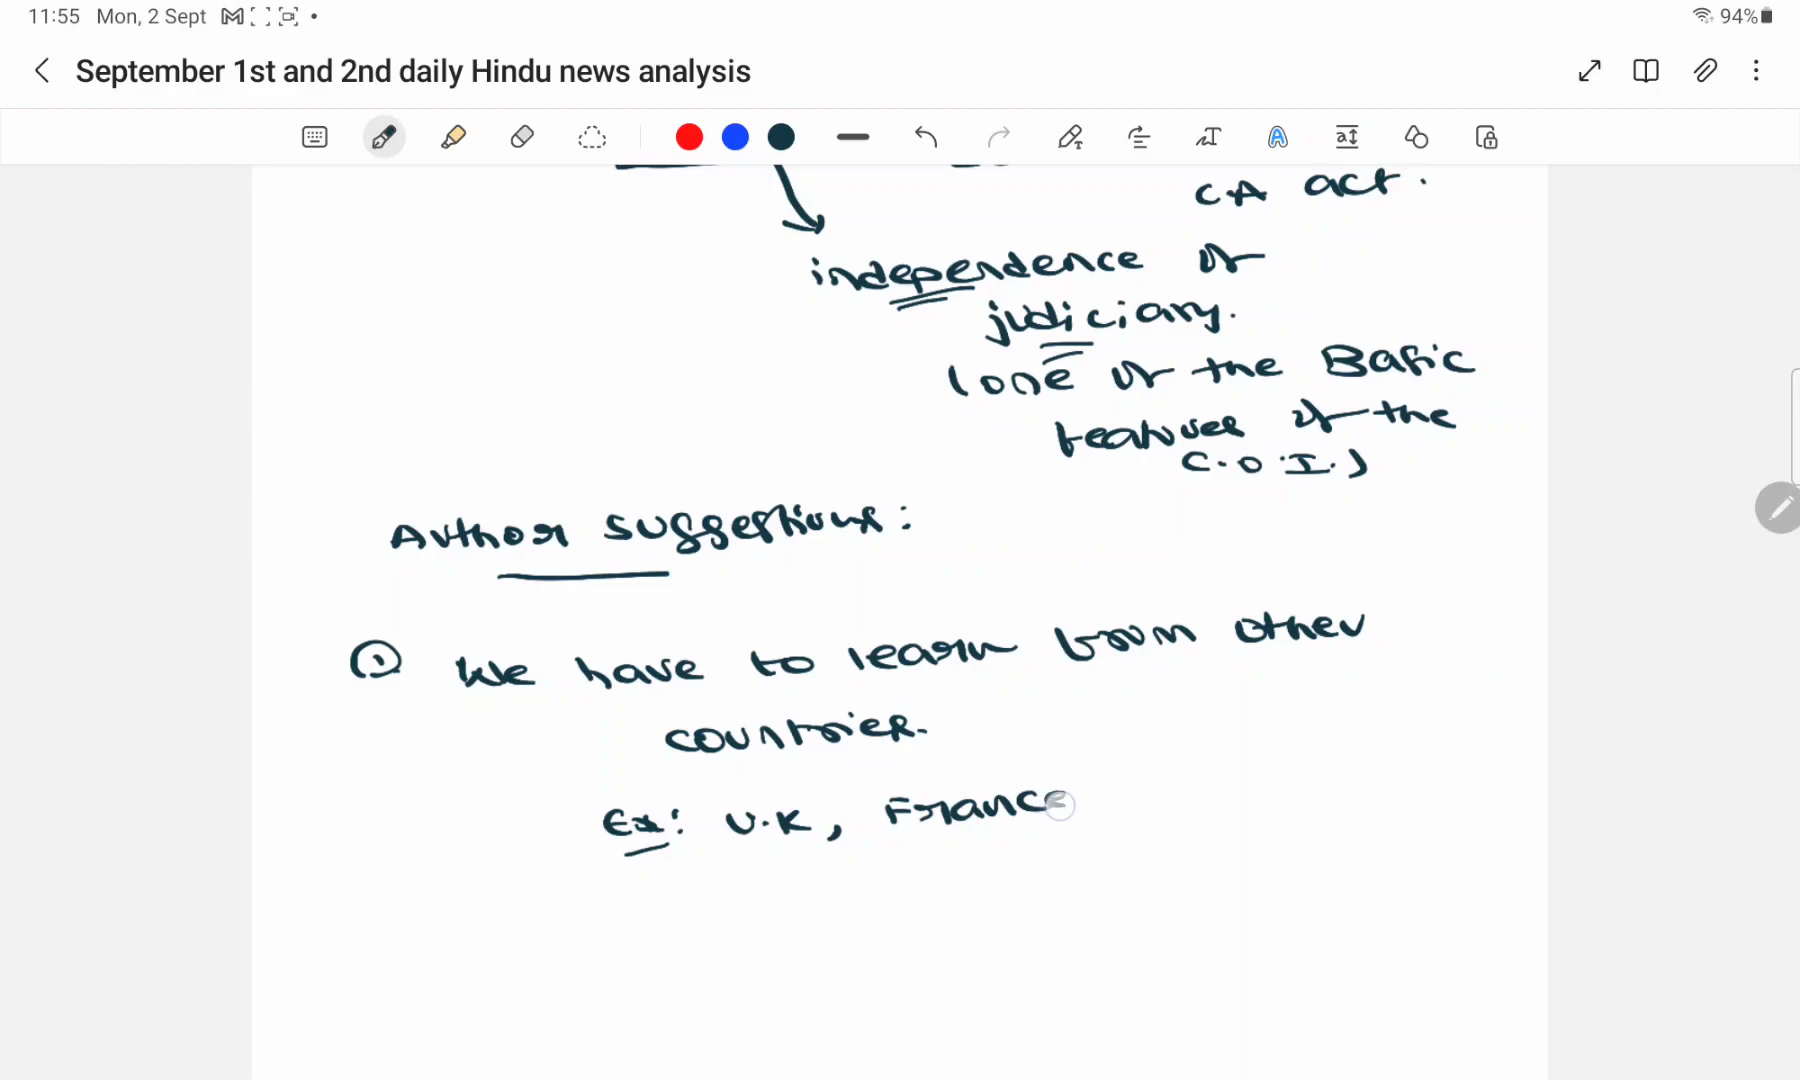 11:55 Mon, 2 Sept 94%
September 1st and 2nd daily Hindu news analysis
CA act.
independence of
judiciary.
(one of the Basic
features of the
C.O.I.)
Author suggestions:
① We have to learn from other
countries.
Ex: U.K, France